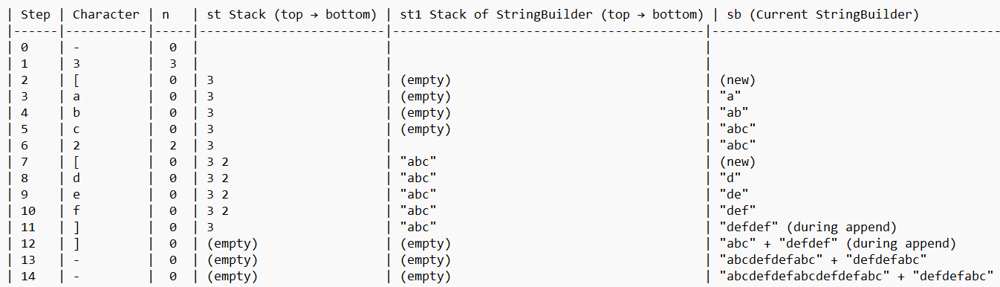 | Step | Character | n | st Stack (top → bottom) | st1 Stack of StringBuilder (top → bottom) | sb (Current StringBuilder)
|------|-----------|----|-------------------------|-------------------------------------------|-------------------------------------
| 0 | - | 0 | | |
| 1 | 3 | 3 | | |
| 2 | [ | 0 | 3 | (empty) | (new)
| 3 | a | 0 | 3 | (empty) | "a"
| 4 | b | 0 | 3 | (empty) | "ab"
| 5 | c | 0 | 3 | (empty) | "abc"
| 6 | 2 | 2 | 3 | | "abc"
| 7 | [ | 0 | 3 2 | "abc" | (new)
| 8 | d | 0 | 3 2 | "abc" | "d"
| 9 | e | 0 | 3 2 | "abc" | "de"
| 10 | f | 0 | 3 2 | "abc" | "def"
| 11 | ] | 0 | 3 | "abc" | "defdef" (during append)
| 12 | ] | 0 | (empty) | (empty) | "abc" + "defdef" (during append)
| 13 | - | 0 | (empty) | (empty) | "abcdefdefabc" + "defdefabc"
| 14 | - | 0 | (empty) | (empty) | "abcdefdefabcdefdefabc" + "defdefabc"